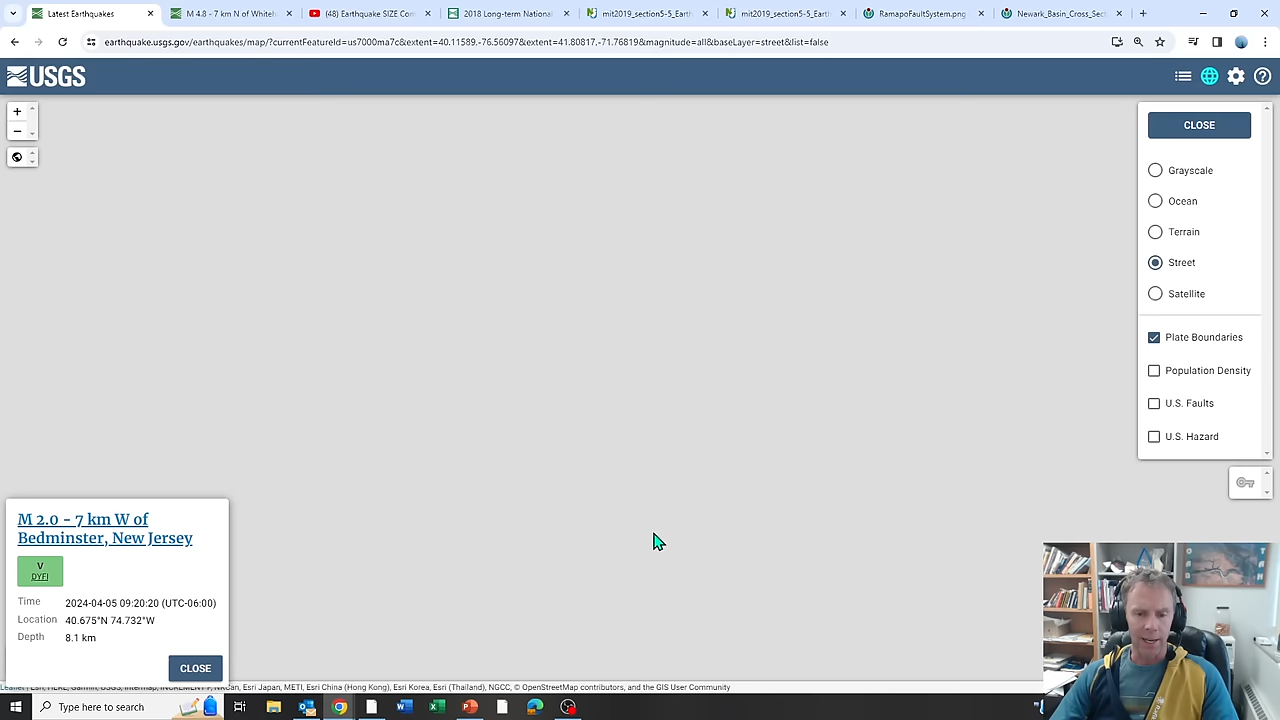 Latest Earthquakes
M 4.8 - 7 km N of Whiteh
(48) Earthquake SIZE Com
2018 Long-term National
mit2019_section5-5_Earth
mit2019_section5-5_Earth
RamapoFaultSystem.png
Newark_Basin_Cross_Sec
earthquake.usgs.gov/earthquakes/map/?currentFeatureId=us7000ma7c&extent=40.11589,-76.56097&extent=41.80817,-71.76819&magnitude=all&baseLayer=street&list=false
USGS
+
−
CLOSE
Grayscale
Ocean
Terrain
Street
Satellite
Plate Boundaries
Population Density
U.S. Faults
U.S. Hazard
M 2.0 - 7 km W of
Bedminster, New Jersey
V
DYFI
Time 2024-04-05 09:20:20 (UTC-06:00)
Location 40.675°N 74.732°W
Depth 8.1 km
CLOSE
Esri Japan, METI, Esri China (Hong Kong), Esri Korea, Esri (Thailand), NGCC, © OpenStreetMap contributors, and the GIS User Community
Type here to search